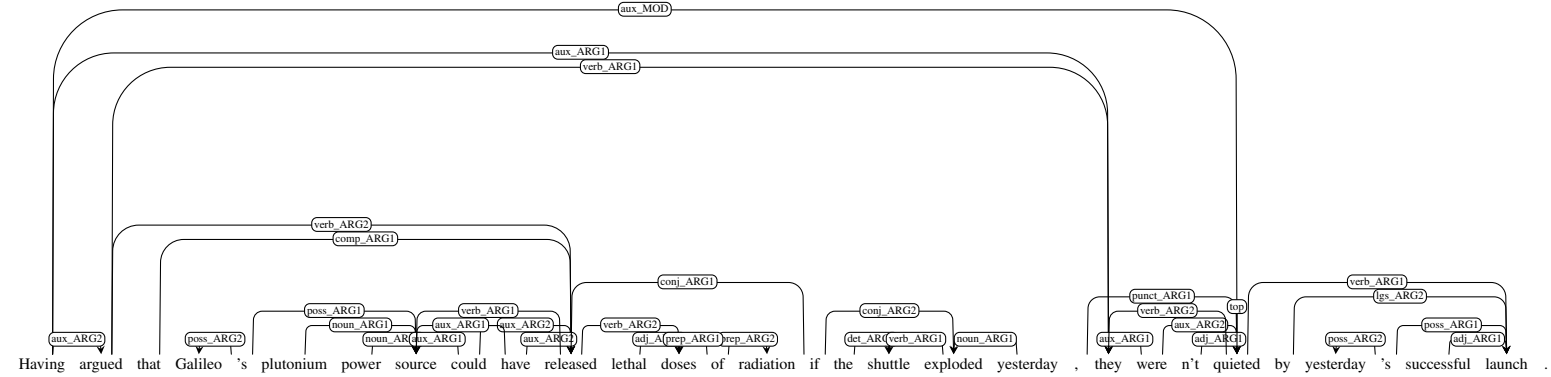 aux_MOD
aux_ARG1
verb_ARG1
verb_ARG2
comp_ARG1
conj_ARG1 verb_ARG1
punct_ARG1 lgs_ARG2
poss_ARG1 verb_ARG1 conj_ARG2 verb_ARG2 top
noun_ARG1 aux_ARG1 aux_ARG2 verb_ARG2 aux_ARG2 poss_ARG1
aux_ARG2 poss_ARG2 aux_ARG1 aux_ARG2 prep_ARG1 prep_ARG2 verb_ARG1 noun_ARG1 aux_ARG1 adj_ARG1 poss_ARG2 adj_ARG1
Having argued that Galileo 's plutonium power source could have released lethal doses of radiation if the shuttle exploded yesterday , they were n't quieted by yesterday 's successful launch .